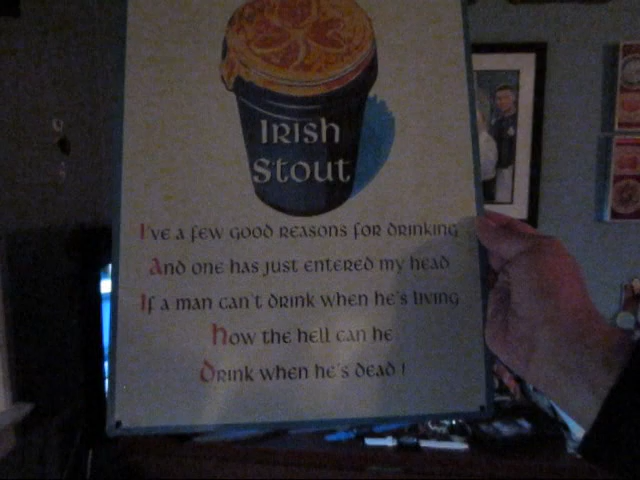 Irish
Stout
I've a few good reasons for drinking
And one has just entered my head
If a man can't drink when he's living
How the hell can he
Drink when he's dead!